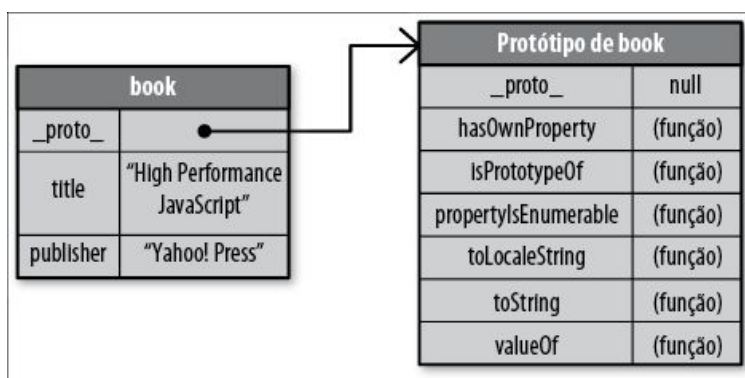 book
_proto_
title “High Performance
JavaScript”
publisher “Yahoo! Press”
Protótipo de book
_proto_ null
hasOwnProperty (função)
isPrototypeOf (função)
propertyIsEnumerable (função)
toLocaleString (função)
toString (função)
valueOf (função)